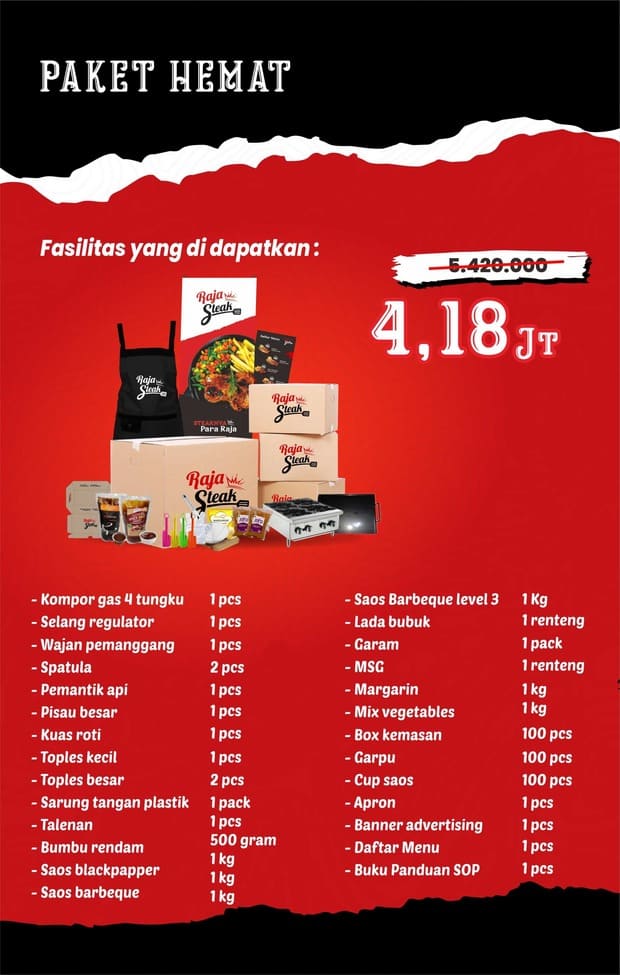 PAKET HEMAT
Fasilitas yang di dapatkan :
5.420.000
4,18 JT
Raja
Steak
Daftar Menu
Raja
Steak
STEAKNYA
Para Raja
Raja
Steak
Raja
Steak
Raja
Steak
- Kompor gas 4 tungku 1 pcs
- Selang regulator 1 pcs
- Wajan pemanggang 1 pcs
- Spatula 2 pcs
- Pemantik api 1 pcs
- Pisau besar 1 pcs
- Kuas roti 1 pcs
- Toples kecil 1 pcs
- Toples besar 2 pcs
- Sarung tangan plastik 1 pack
- Talenan 1 pcs
- Bumbu rendam 500 gram
1 kg
- Saos blackpapper 1 kg
- Saos barbeque 1 kg
- Saos Barbeque level 3 1 Kg
- Lada bubuk 1 renteng
- Garam 1 pack
- MSG 1 renteng
- Margarin 1 kg
- Mix vegetables 1 kg
- Box kemasan 100 pcs
- Garpu 100 pcs
- Cup saos 100 pcs
- Apron 1 pcs
- Banner advertising 1 pcs
- Daftar Menu 1 pcs
- Buku Panduan SOP 1 pcs